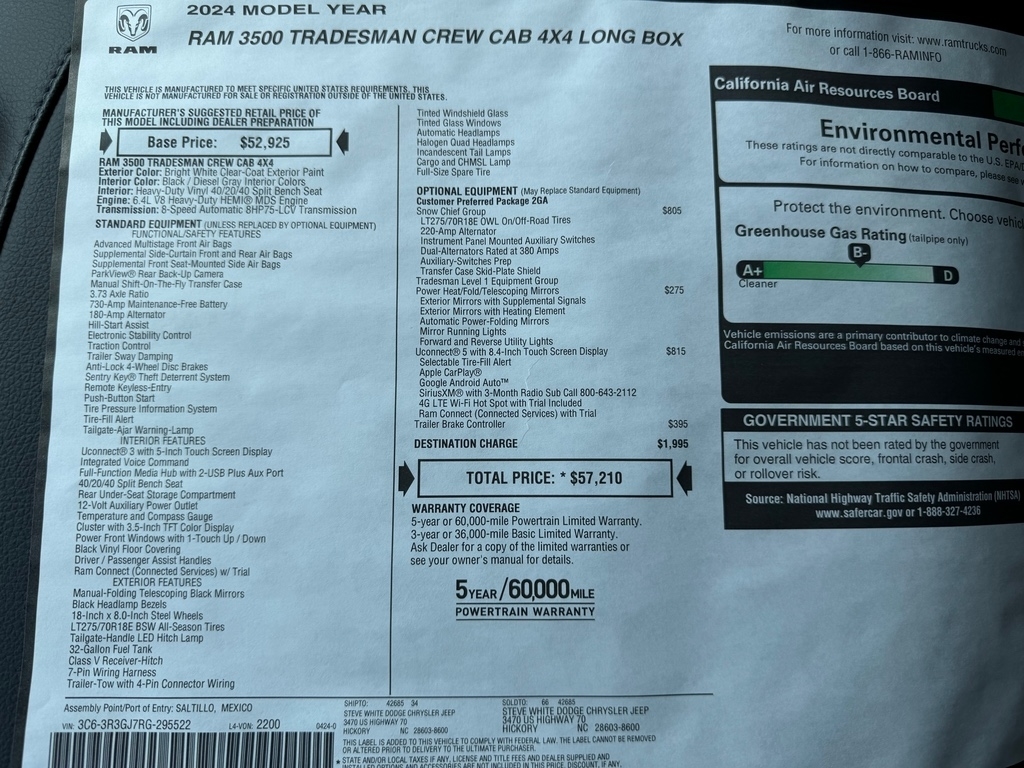 RAM
2024 MODEL YEAR
RAM 3500 TRADESMAN CREW CAB 4X4 LONG BOX
For more information visit: www.ramtrucks.com
or call 1-866-RAMINFO
THIS VEHICLE IS MANUFACTURED TO MEET SPECIFIC UNITED STATES REQUIREMENTS. THIS
VEHICLE IS NOT MANUFACTURED FOR SALE OR REGISTRATION OUTSIDE OF THE UNITED STATES.
MANUFACTURER'S SUGGESTED RETAIL PRICE OF
THIS MODEL INCLUDING DEALER PREPARATION
Base Price: $52,925
RAM 3500 TRADESMAN CREW CAB 4X4
Exterior Color: Bright White Clear-Coat Exterior Paint
Interior Color: Black / Diesel Gray Interior Colors
Interior: Heavy-Duty Vinyl 40/20/40 Split Bench Seat
Engine: 6.4L V8 Heavy-Duty HEMI® MDS Engine
Transmission: 8-Speed Automatic 8HP75-LCV Transmission
STANDARD EQUIPMENT (UNLESS REPLACED BY OPTIONAL EQUIPMENT)
FUNCTIONAL/SAFETY FEATURES
Advanced Multistage Front Air Bags
Supplemental Side-Curtain Front and Rear Air Bags
Supplemental Front Seat-Mounted Side Air Bags
ParkView® Rear Back-Up Camera
Manual Shift-On-The-Fly Transfer Case
3.73 Axle Ratio
730-Amp Maintenance-Free Battery
180-Amp Alternator
Hill-Start Assist
Electronic Stability Control
Traction Control
Trailer Sway Damping
Anti-Lock 4-Wheel Disc Brakes
Sentry Key® Theft Deterrent System
Remote Keyless-Entry
Push-Button Start
Tire Pressure Information System
Tire-Fill Alert
Tailgate-Ajar Warning-Lamp
INTERIOR FEATURES
Uconnect® 3 with 5-Inch Touch Screen Display
Integrated Voice Command
Full-Function Media Hub with 2-USB Plus Aux Port
40/20/40 Split Bench Seat
Rear Under-Seat Storage Compartment
12-Volt Auxiliary Power Outlet
Temperature and Compass Gauge
Cluster with 3.5-Inch TFT Color Display
Power Front Windows with 1-Touch Up / Down
Black Vinyl Floor Covering
Driver / Passenger Assist Handles
Ram Connect (Connected Services) w/ Trial
EXTERIOR FEATURES
Manual-Folding Telescoping Black Mirrors
Black Headlamp Bezels
18-Inch x 8.0-Inch Steel Wheels
LT275/70R18E BSW All-Season Tires
Tailgate-Handle LED Hitch Lamp
32-Gallon Fuel Tank
Class V Receiver-Hitch
7-Pin Wiring Harness
Trailer-Tow with 4-Pin Connector Wiring
Tinted Windshield Glass
Tinted Glass Windows
Automatic Headlamps
Halogen Quad Headlamps
Incandescent Tail Lamps
Cargo and CHMSL Lamp
Full-Size Spare Tire
OPTIONAL EQUIPMENT (May Replace Standard Equipment)
Customer Preferred Package 2GA
Snow Chief Group $805
LT275/70R18E OWL On/Off-Road Tires
220-Amp Alternator
Instrument Panel Mounted Auxiliary Switches
Dual-Alternators Rated at 380 Amps
Auxiliary-Switches Prep
Transfer Case Skid-Plate Shield
Tradesman Level 1 Equipment Group
Power Heat/Fold/Telescoping Mirrors $275
Exterior Mirrors with Supplemental Signals
Exterior Mirrors with Heating Element
Automatic Power-Folding Mirrors
Mirror Running Lights
Forward and Reverse Utility Lights
Uconnect® 5 with 8.4-Inch Touch Screen Display $815
Selectable Tire-Fill Alert
Apple CarPlay®
Google Android Auto™
SiriusXM® with 3-Month Radio Sub Call 800-643-2112
4G LTE Wi-Fi Hot Spot with Trial Included
Ram Connect (Connected Services) with Trial
Trailer Brake Controller $395
DESTINATION CHARGE $1,995
TOTAL PRICE: * $57,210
WARRANTY COVERAGE
5-year or 60,000-mile Powertrain Limited Warranty.
3-year or 36,000-mile Basic Limited Warranty.
Ask Dealer for a copy of the limited warranties or
see your owner's manual for details.
5YEAR/60,000MILE
POWERTRAIN WARRANTY
California Air Resources Board
Environmental Perf
These ratings are not directly comparable to the U.S. EPA/
For information on how to compare, please see
Protect the environment. Choose vehic
Greenhouse Gas Rating (tailpipe only)
B-
A+
D
Cleaner
Vehicle emissions are a primary contributor to climate change and
California Air Resources Board based on this vehicle's measured
GOVERNMENT 5-STAR SAFETY RATINGS
This vehicle has not been rated by the government
for overall vehicle score, frontal crash, side crash,
or rollover risk.
Source: National Highway Traffic Safety Administration (NHTSA)
www.safercar.gov or 1-888-327-4236
Assembly Point/Port of Entry: SALTILLO, MEXICO
VIN: 3C6-3R3GJ7RG-295522 L4-VON: 2200 0424-0
SHIPTO: 42685 34
STEVE WHITE DODGE CHRYSLER JEEP
3470 US HIGHWAY 70
HICKORY NC 28603-8600
SOLDTO: 66 42685
STEVE WHITE DODGE CHRYSLER JEEP
3470 US HIGHWAY 70
HICKORY NC 28603-8600
THIS LABEL IS ADDED TO THIS VEHICLE TO COMPLY WITH FEDERAL LAW. THE LABEL CANNOT BE REMOVED
OR ALTERED PRIOR TO DELIVERY TO THE ULTIMATE PURCHASER.
* STATE AND/OR LOCAL TAXES IF ANY, LICENSE AND TITLE FEES AND DEALER SUPPLIED AND
INSTALLED OPTIONS AND ACCESSORIES ARE NOT INCLUDED IN THIS PRICE. DISCOUNT, IF ANY,